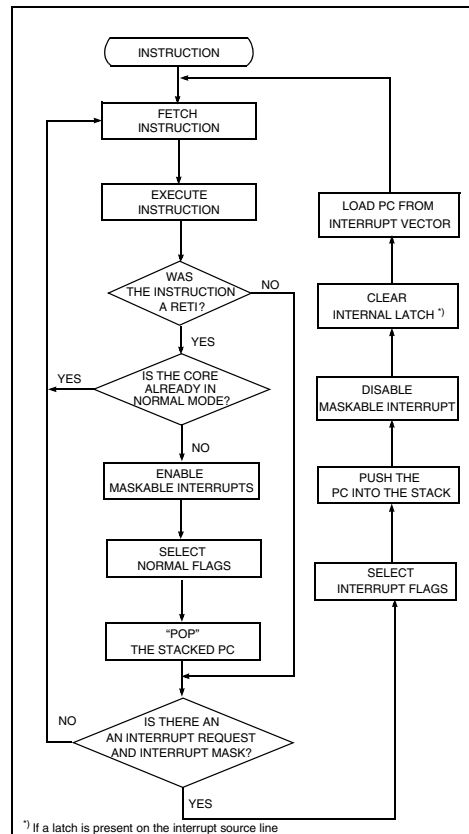 INSTRUCTION
FETCH
INSTRUCTION
EXECUTE
INSTRUCTION
WAS
THE INSTRUCTION
A RETI?
NO
YES
IS THE CORE
ALREADY IN
NORMAL MODE?
YES
NO
ENABLE
MASKABLE INTERRUPTS
SELECT
NORMAL FLAGS
“POP”
THE STACKED PC
IS THERE AN
AN INTERRUPT REQUEST
AND INTERRUPT MASK?
NO
YES
SELECT
INTERRUPT FLAGS
PUSH THE
PC INTO THE STACK
DISABLE
MASKABLE INTERRUPT
CLEAR
INTERNAL LATCH *)
LOAD PC FROM
INTERRUPT VECTOR
*) If a latch is present on the interrupt source line